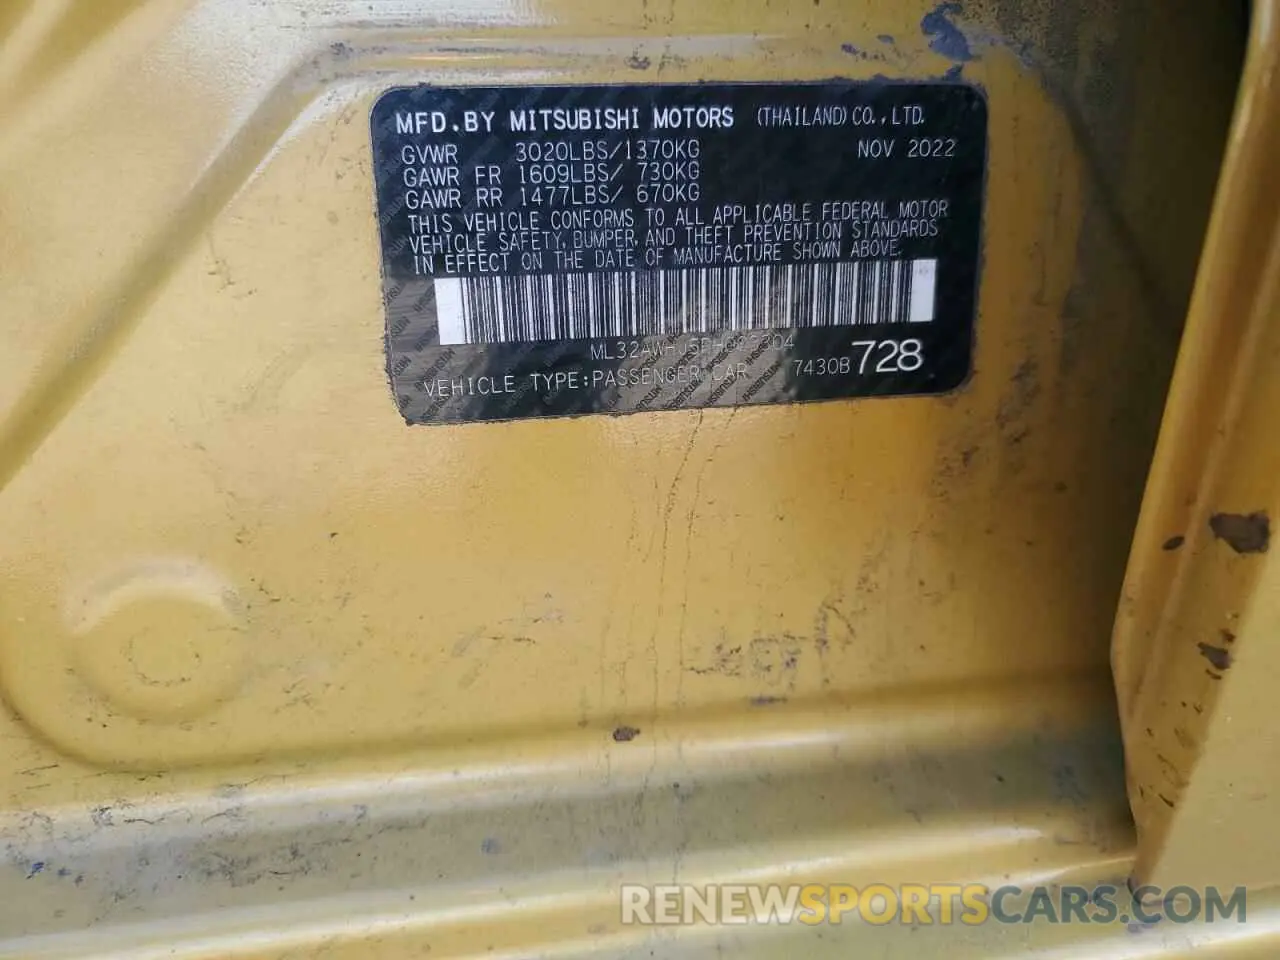 MFD.BY MITSUBISHI MOTORS (THAILAND) CO.,LTD.
GVWR 3020LBS/1370KG NOV 2022
GAWR FR 1609LBS/ 730KG
GAWR RR 1477LBS/ 670KG
THIS VEHICLE CONFORMS TO ALL APPLICABLE FEDERAL MOTOR
VEHICLE SAFETY, BUMPER, AND THEFT PREVENTION STANDARDS
IN EFFECT ON THE DATE OF MANUFACTURE SHOWN ABOVE.
VEHICLE TYPE:PASSENGER CAR 7430B 728
RENEWSPORTSCARS.COM